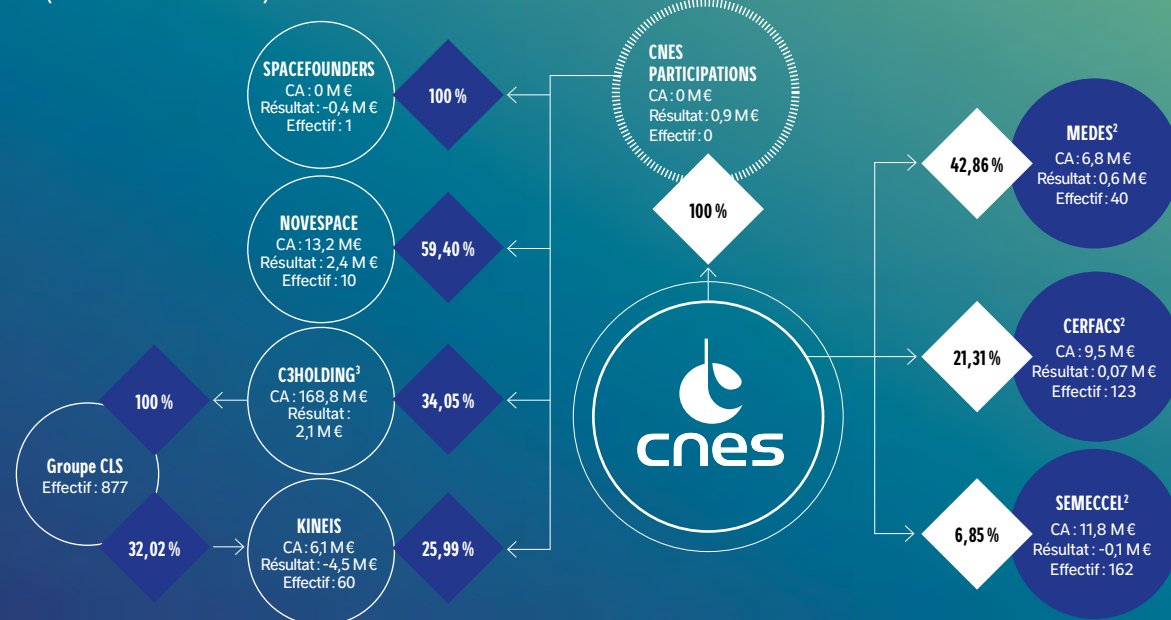 SPACEFOUNDERS
CA : 0 M €
Résultat : -0,4 M €
Effectif : 1
100 %
NOVESPACE
CA : 13,2 M€
Résultat : 2,4 M €
Effectif : 10
59,40 %
C3HOLDING³
CA : 168,8 M €
Résultat :
2,1 M €
34,05 %
100 %
Groupe CLS
Effectif : 877
32,02 %
KINEIS
CA : 6,1 M €
Résultat : -4,5 M €
Effectif : 60
25,99 %
CNES
PARTICIPATIONS
CA : 0 M €
Résultat : 0,9 M €
Effectif : 0
100 %
cnes
42,86 %
MEDES²
CA : 6,8 M €
Résultat : 0,6 M €
Effectif : 40
21,31 %
CERFACS²
CA : 9,5 M €
Résultat : 0,07 M €
Effectif : 123
6,85 %
SEMECCEL²
CA : 11,8 M €
Résultat : -0,1 M €
Effectif : 162